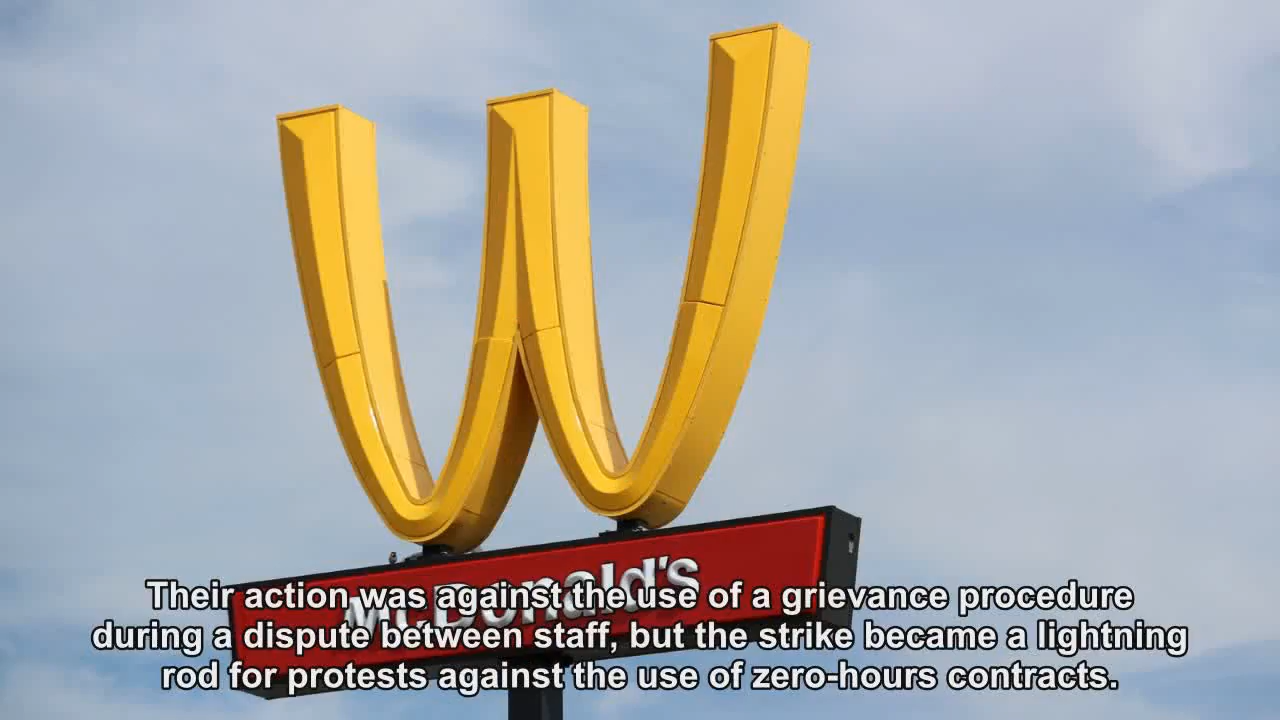 McDonald's
Their action was against the use of a grievance procedure
during a dispute between staff, but the strike became a lightning
rod for protests against the use of zero-hours contracts.